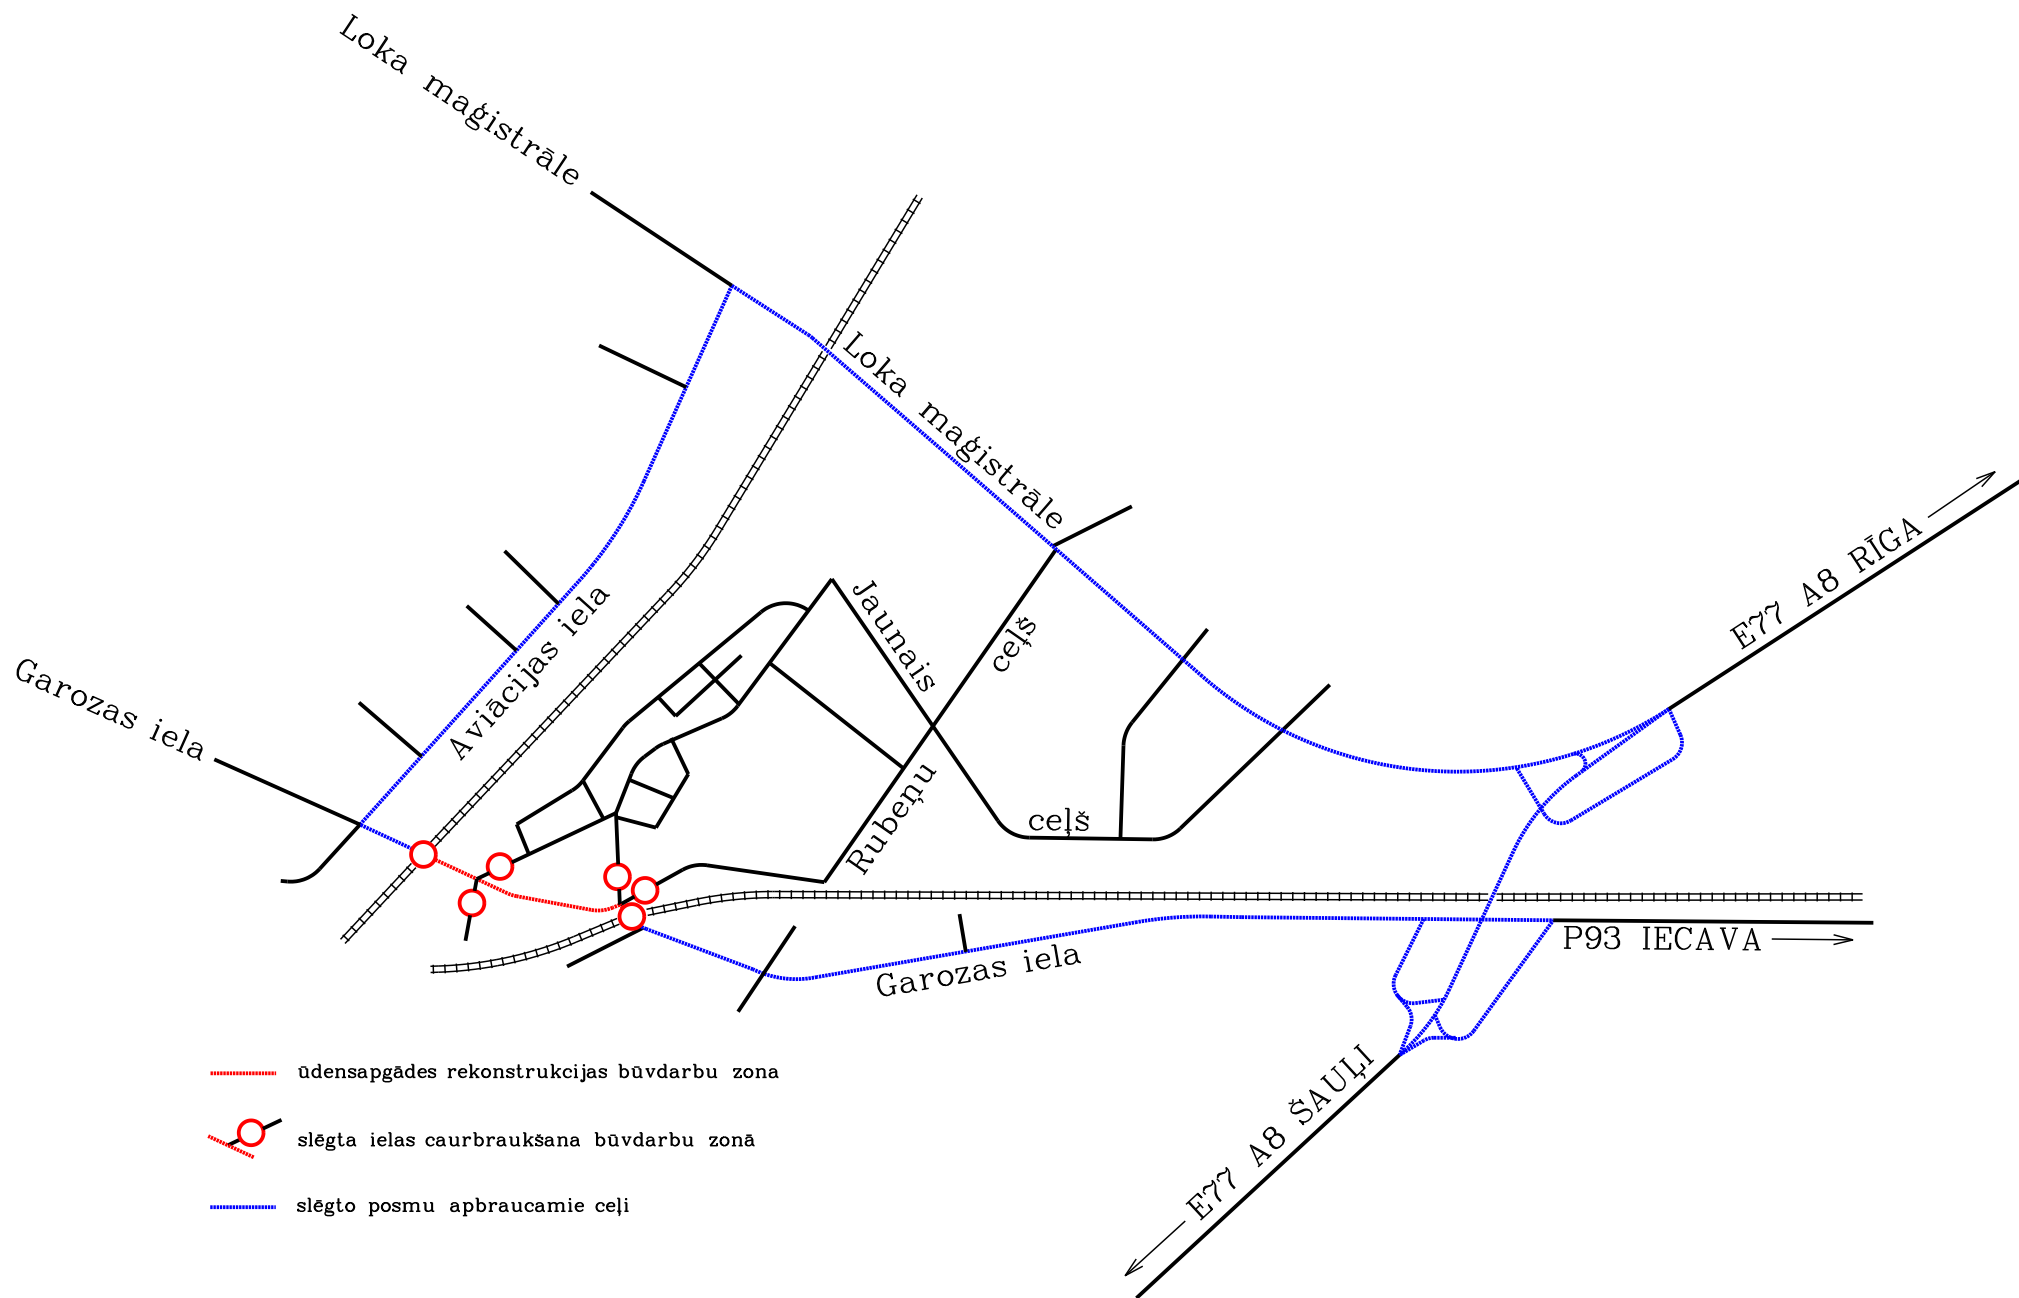 Loka maģistrāle
Loka maģistrāle
E77 A8 RĪGA
Jaunais
ceļš
Aviācijas iela
Garozas iela
Rubeņu
ceļš
P93 IECAVA
Garozas iela
E77 A8 ŠAUĻI
ūdensapgādes rekonstrukcijas būvdarbu zona
slēgta ielas caurbraukšana būvdarbu zonā
slēgto posmu apbraucamie ceļi